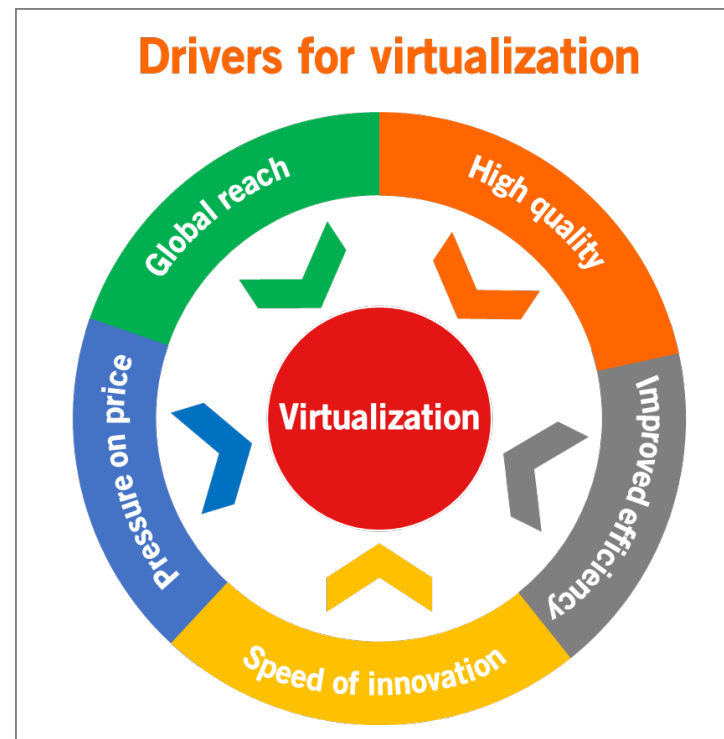 Drivers for virtualization
Global reach
High quality
Virtualization
Pressure on price
Improved efficiency
Speed of innovation